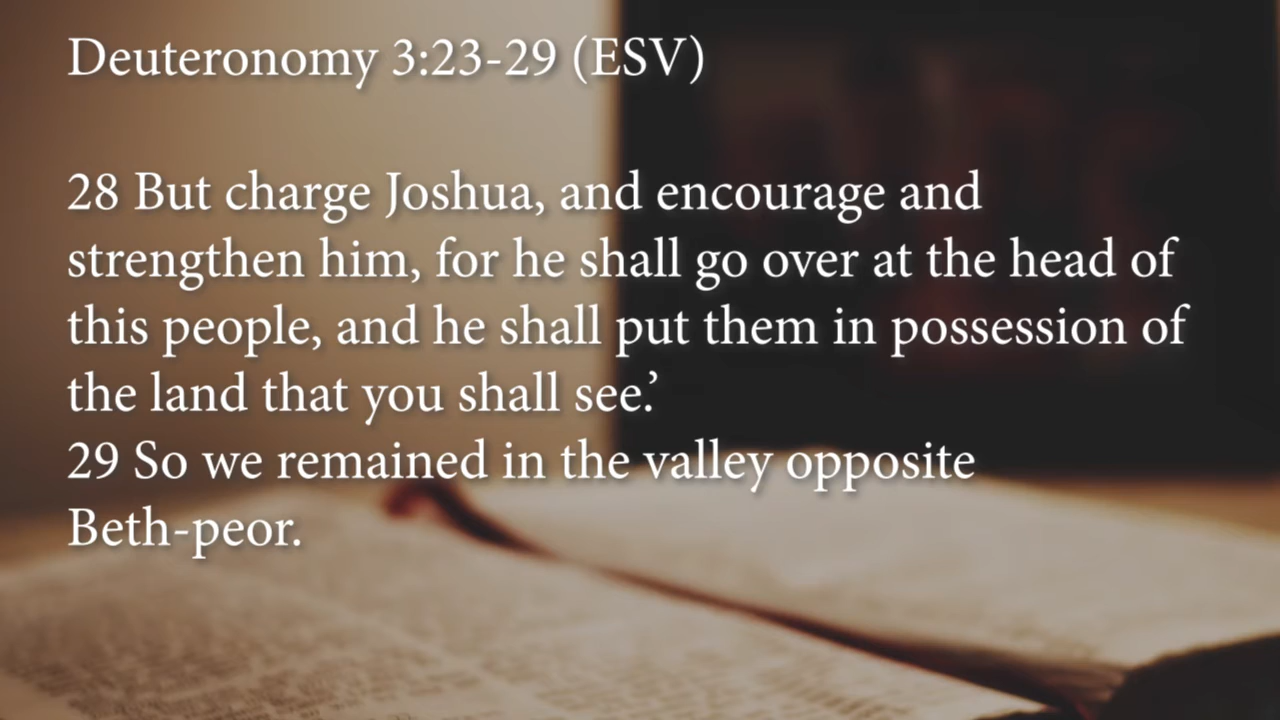 Deuteronomy 3:23-29 (ESV)
28 But charge Joshua, and encourage and
strengthen him, for he shall go over at the head of
this people, and he shall put them in possession of
the land that you shall see.’
29 So we remained in the valley opposite
Beth-peor.